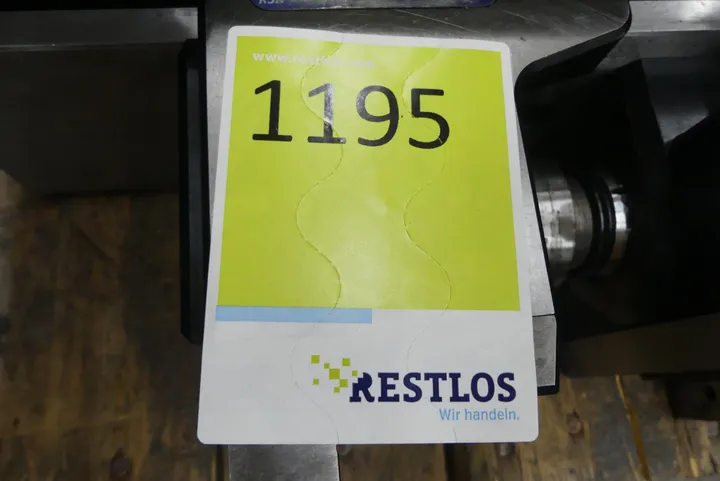 1195
RESTLOS
Wir handeln.